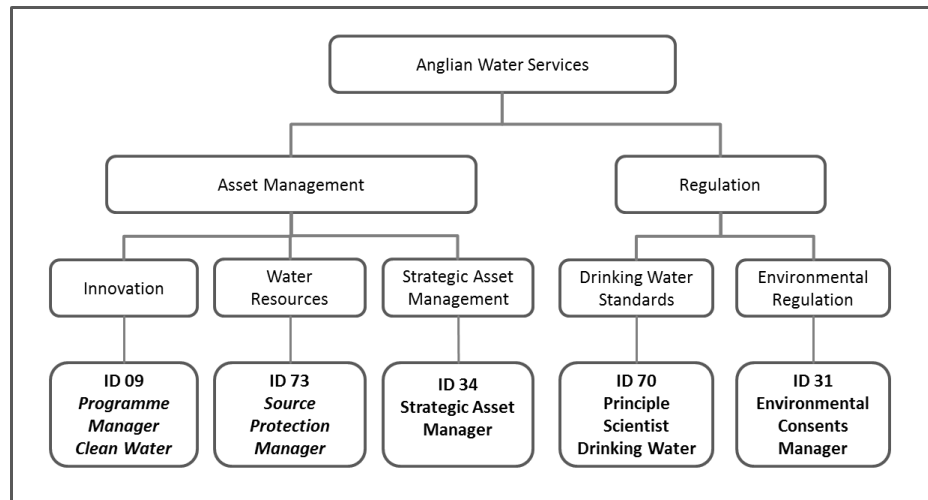 Anglian Water Services
Asset Management
Regulation
Innovation
Water
Resources
Strategic Asset
Management
Drinking Water
Standards
Environmental
Regulation
ID 09
Programme
Manager
Clean Water
ID 73
Source
Protection
Manager
ID 34
Strategic Asset
Manager
ID 70
Principle
Scientist
Drinking Water
ID 31
Environmental
Consents
Manager